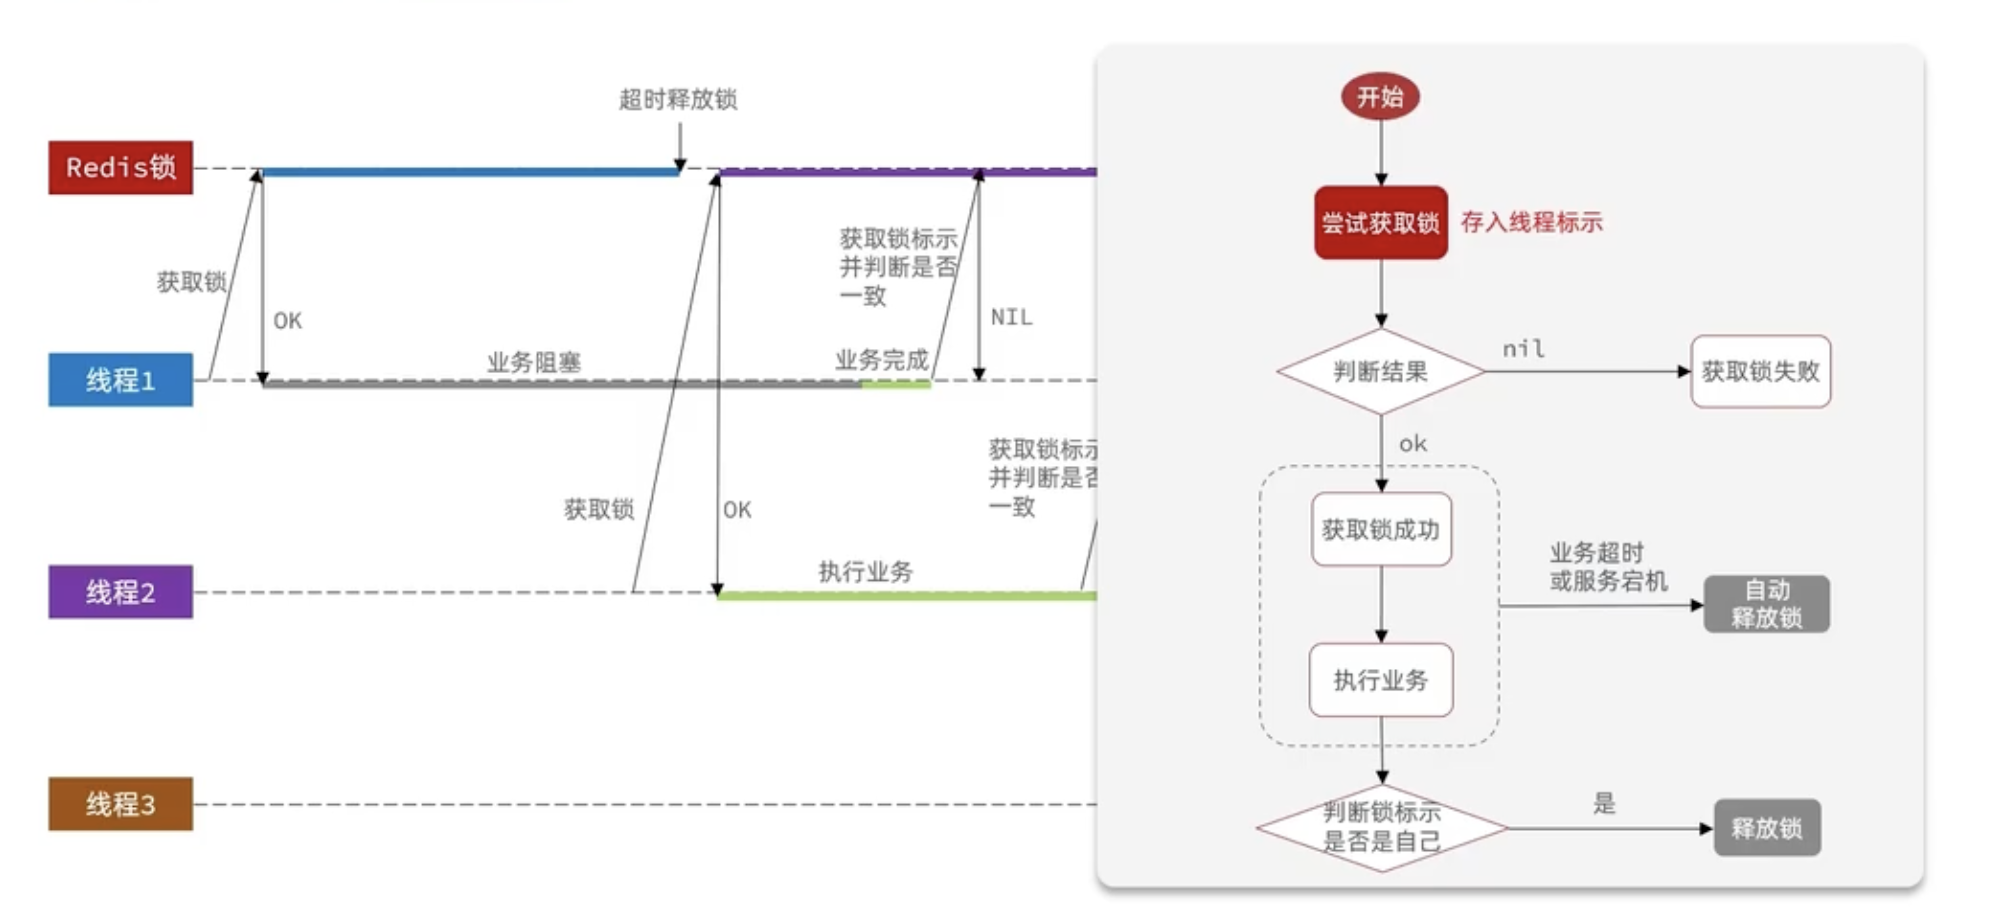 超时释放锁
Redis锁
获取锁
OK
获取锁标示
并判断是否
一致
NIL
线程1
业务阻塞
业务完成
获取锁
OK
获取锁标示
并判断是否
一致
线程2
执行业务
线程3
开始
尝试获取锁
存入线程标示
判断结果
nil
获取锁失败
ok
获取锁成功
业务超时
或服务宕机
自动
释放锁
执行业务
判断锁标示
是否是自己
是
释放锁